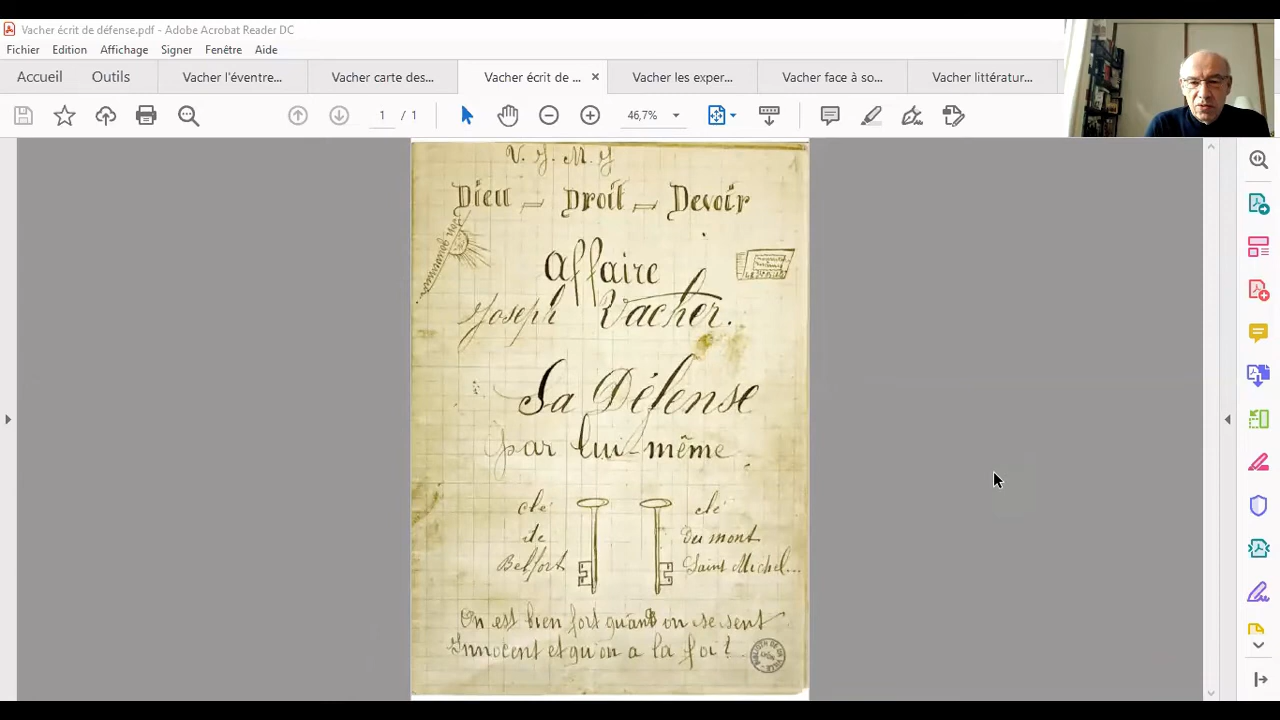 Vacher écrit de défense.pdf - Adobe Acrobat Reader DC
Fichier Edition Affichage Signer Fenêtre Aide
Accueil Outils Vacher l'éventre... Vacher carte des... Vacher écrit de ... Vacher les exper... Vacher face à so... Vacher littératur...
1 / 1 46,7%
V. J. M. J
Dieu - Droit - Devoir
Affaire
Joseph Vacher.
Sa Défense
par lui-même
clé
de
Belfort
clé
du mont
Saint Michel...
On est bien fort quand on se sent
Innocent et qu'on a la foi !